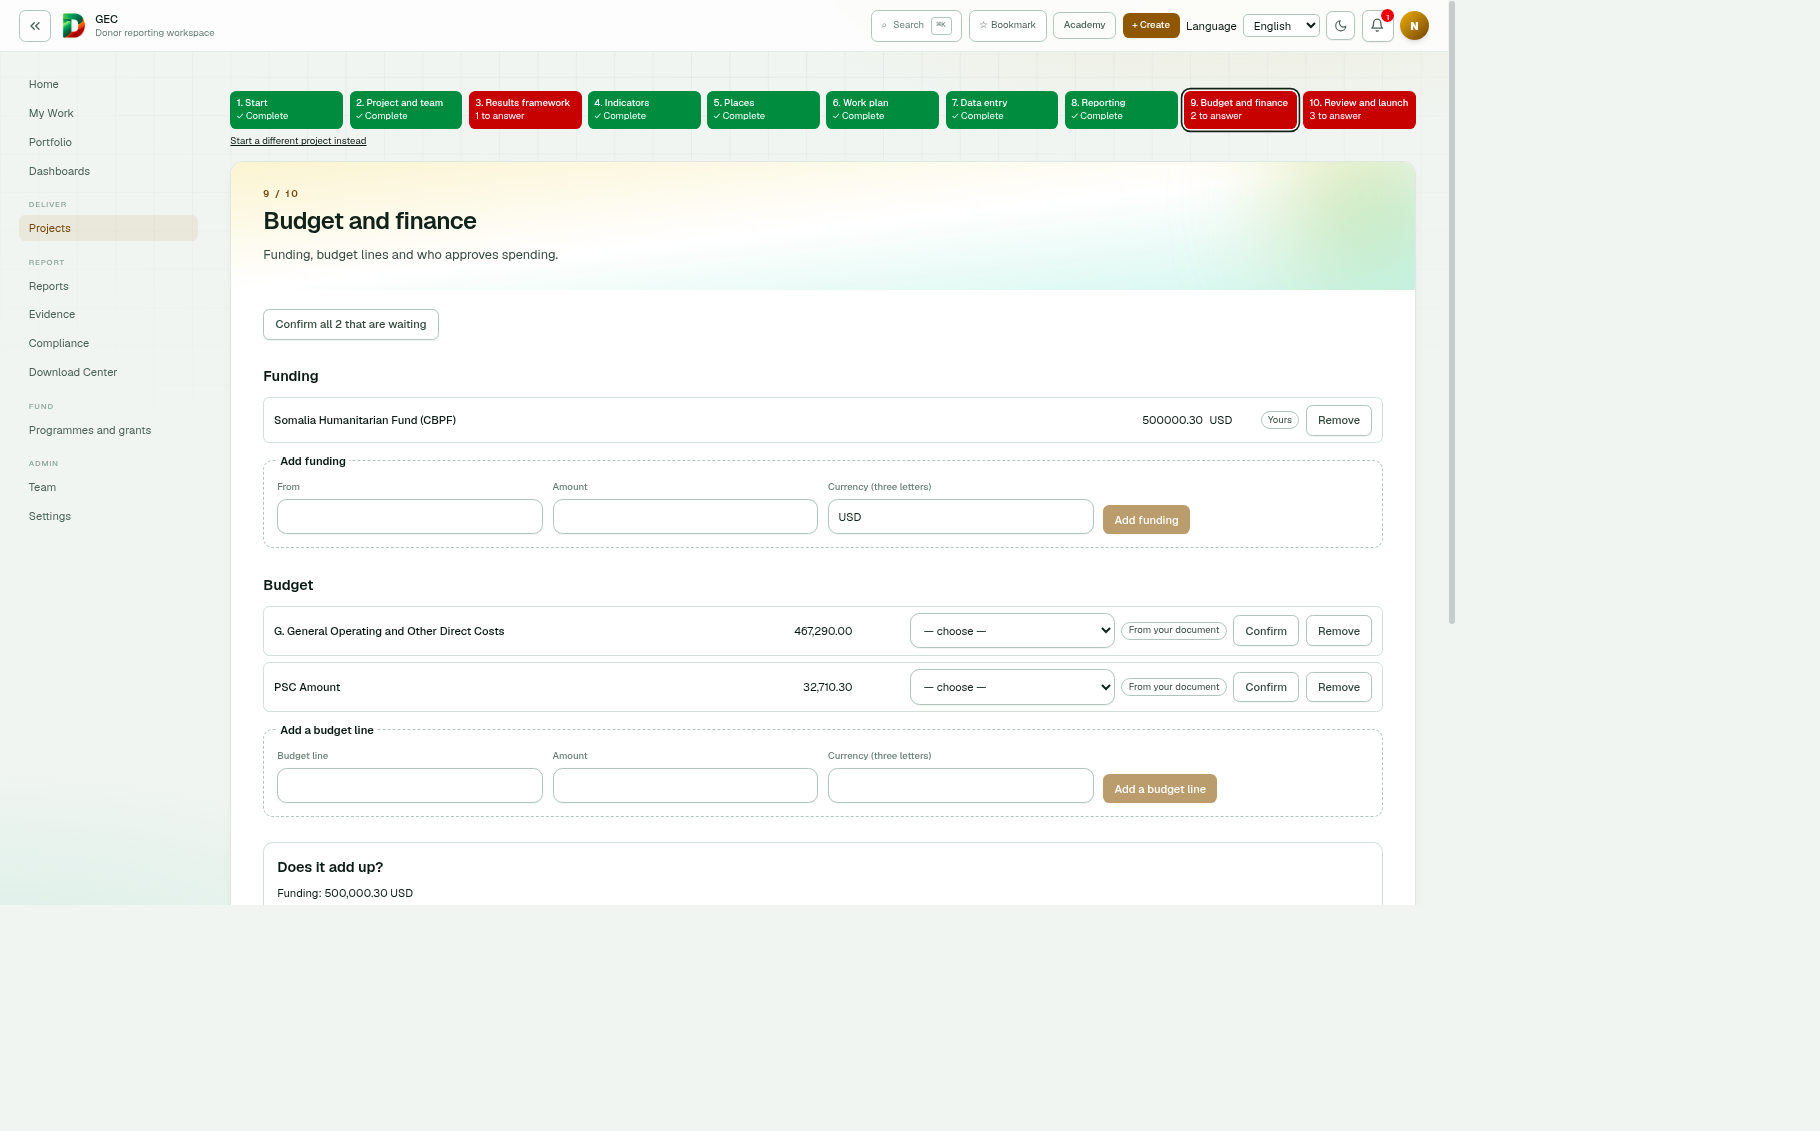 GEC
Donor reporting workspace
Search ⌘K
☆ Bookmark
Academy
+ Create
Language
English
1
N
Home
My Work
Portfolio
Dashboards
DELIVER
Projects
REPORT
Reports
Evidence
Compliance
Download Center
FUND
Programmes and grants
ADMIN
Team
Settings
1. Start
✓ Complete
2. Project and team
✓ Complete
3. Results framework
1 to answer
4. Indicators
✓ Complete
5. Places
✓ Complete
6. Work plan
✓ Complete
7. Data entry
✓ Complete
8. Reporting
✓ Complete
9. Budget and finance
2 to answer
10. Review and launch
3 to answer
Start a different project instead
9 / 10
Budget and finance
Funding, budget lines and who approves spending.
Confirm all 2 that are waiting
Funding
Somalia Humanitarian Fund (CBPF) 500000.30 USD Yours Remove
Add funding
From Amount Currency (three letters)
USD Add funding
Budget
G. General Operating and Other Direct Costs 467,290.00 — choose — From your document Confirm Remove
PSC Amount 32,710.30 — choose — From your document Confirm Remove
Add a budget line
Budget line Amount Currency (three letters)
Add a budget line
Does it add up?
Funding: 500,000.30 USD